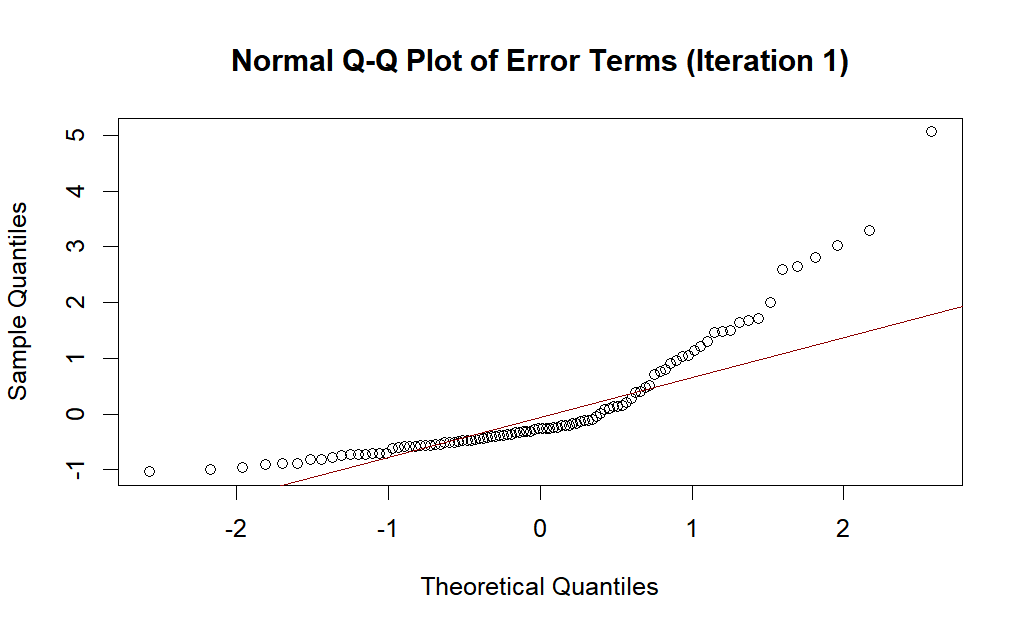 Normal Q-Q Plot of Error Terms (Iteration 1)
Sample Quantiles
5
4
3
2
1
0
-1
-2 -1 0 1 2
Theoretical Quantiles